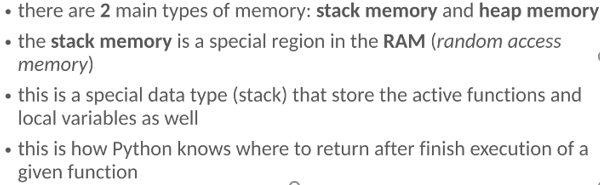 • there are 2 main types of memory: stack memory and heap memory
• the stack memory is a special region in the RAM (random access
memory)
• this is a special data type (stack) that store the active functions and
local variables as well
• this is how Python knows where to return after finish execution of a
given function